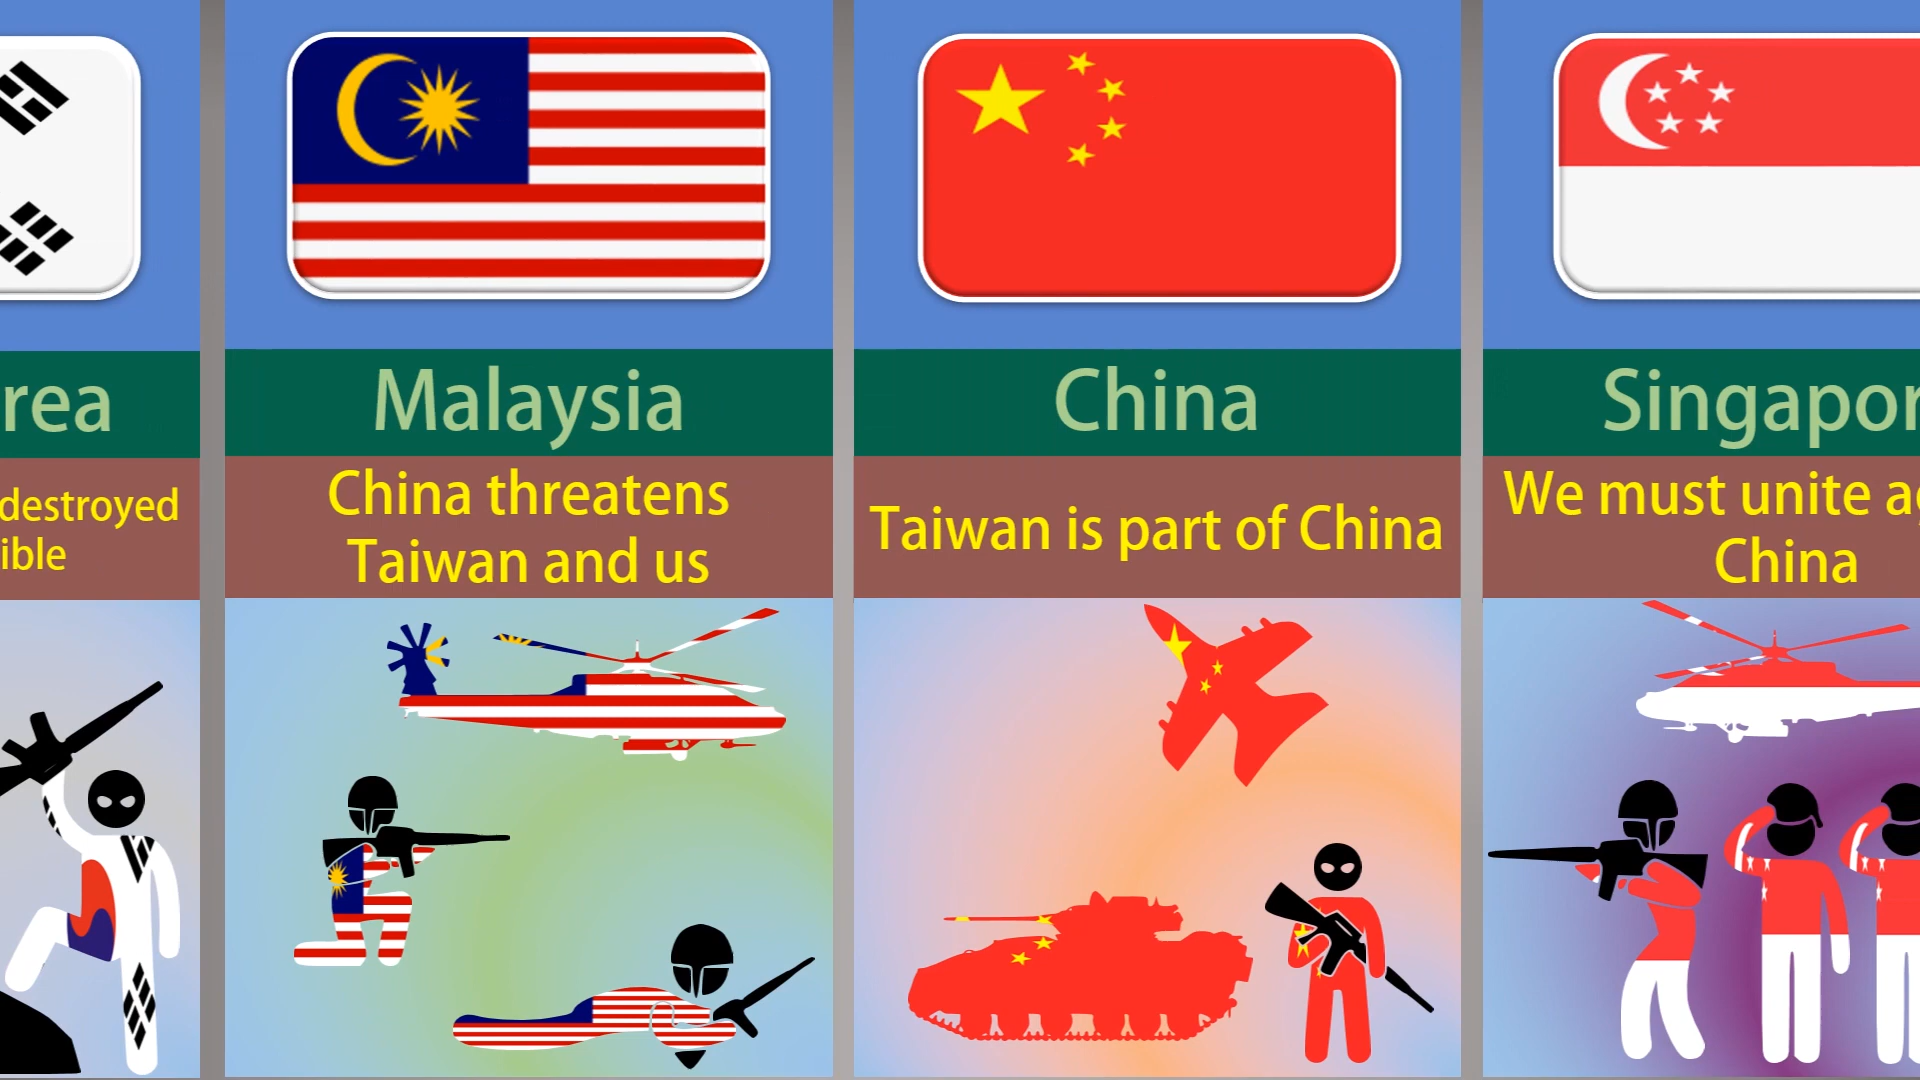 rea
destroyed
ible
Malaysia
China threatens
Taiwan and us
China
Taiwan is part of China
Singapor
We must unite ag
China